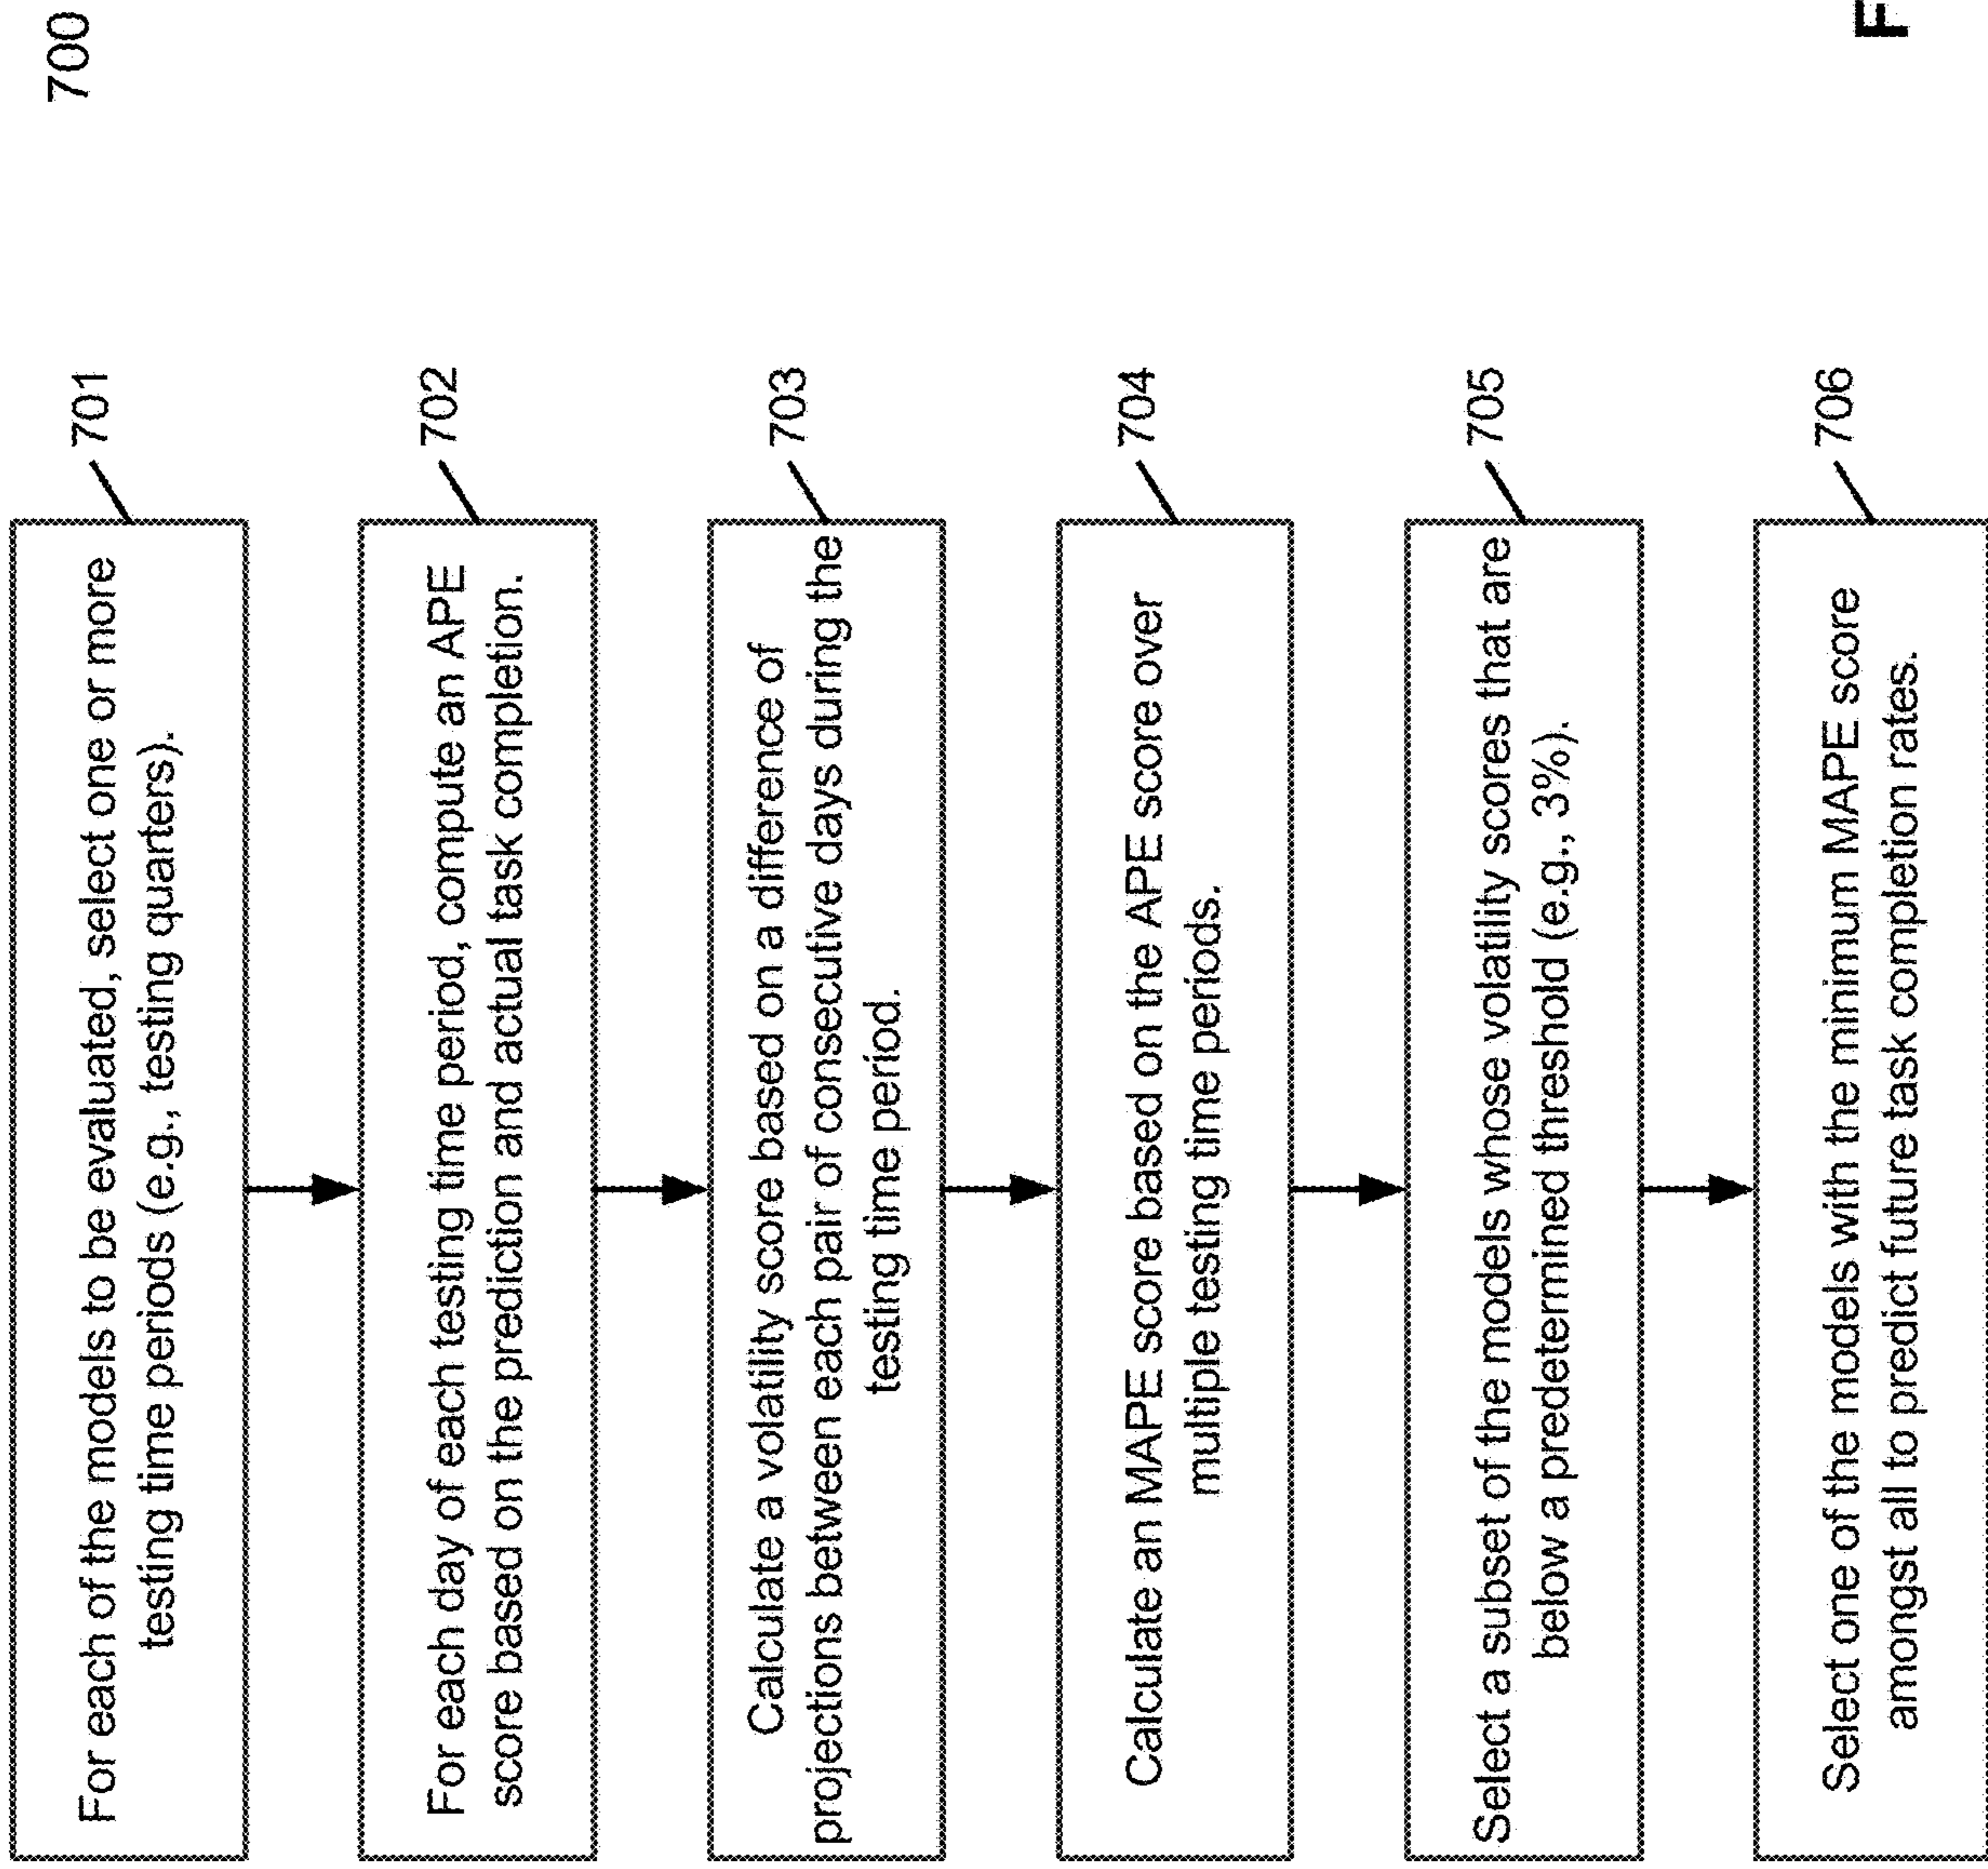 700
For each of the models to be evaluated, select one or more
testing time periods (e.g., testing quarters).
701
For each day of each testing time period, compute an APE
score based on the prediction and actual task completion.
702
Calculate a volatility score based on a difference of
projections between each pair of consecutive days during the
testing time period.
703
Calculate an MAPE score based on the APE score over
multiple testing time periods.
704
Select a subset of the models whose volatility scores that are
below a predetermined threshold (e.g., 3%).
705
Select one of the models with the minimum MAPE score
amongst all to predict future task completion rates.
706
F